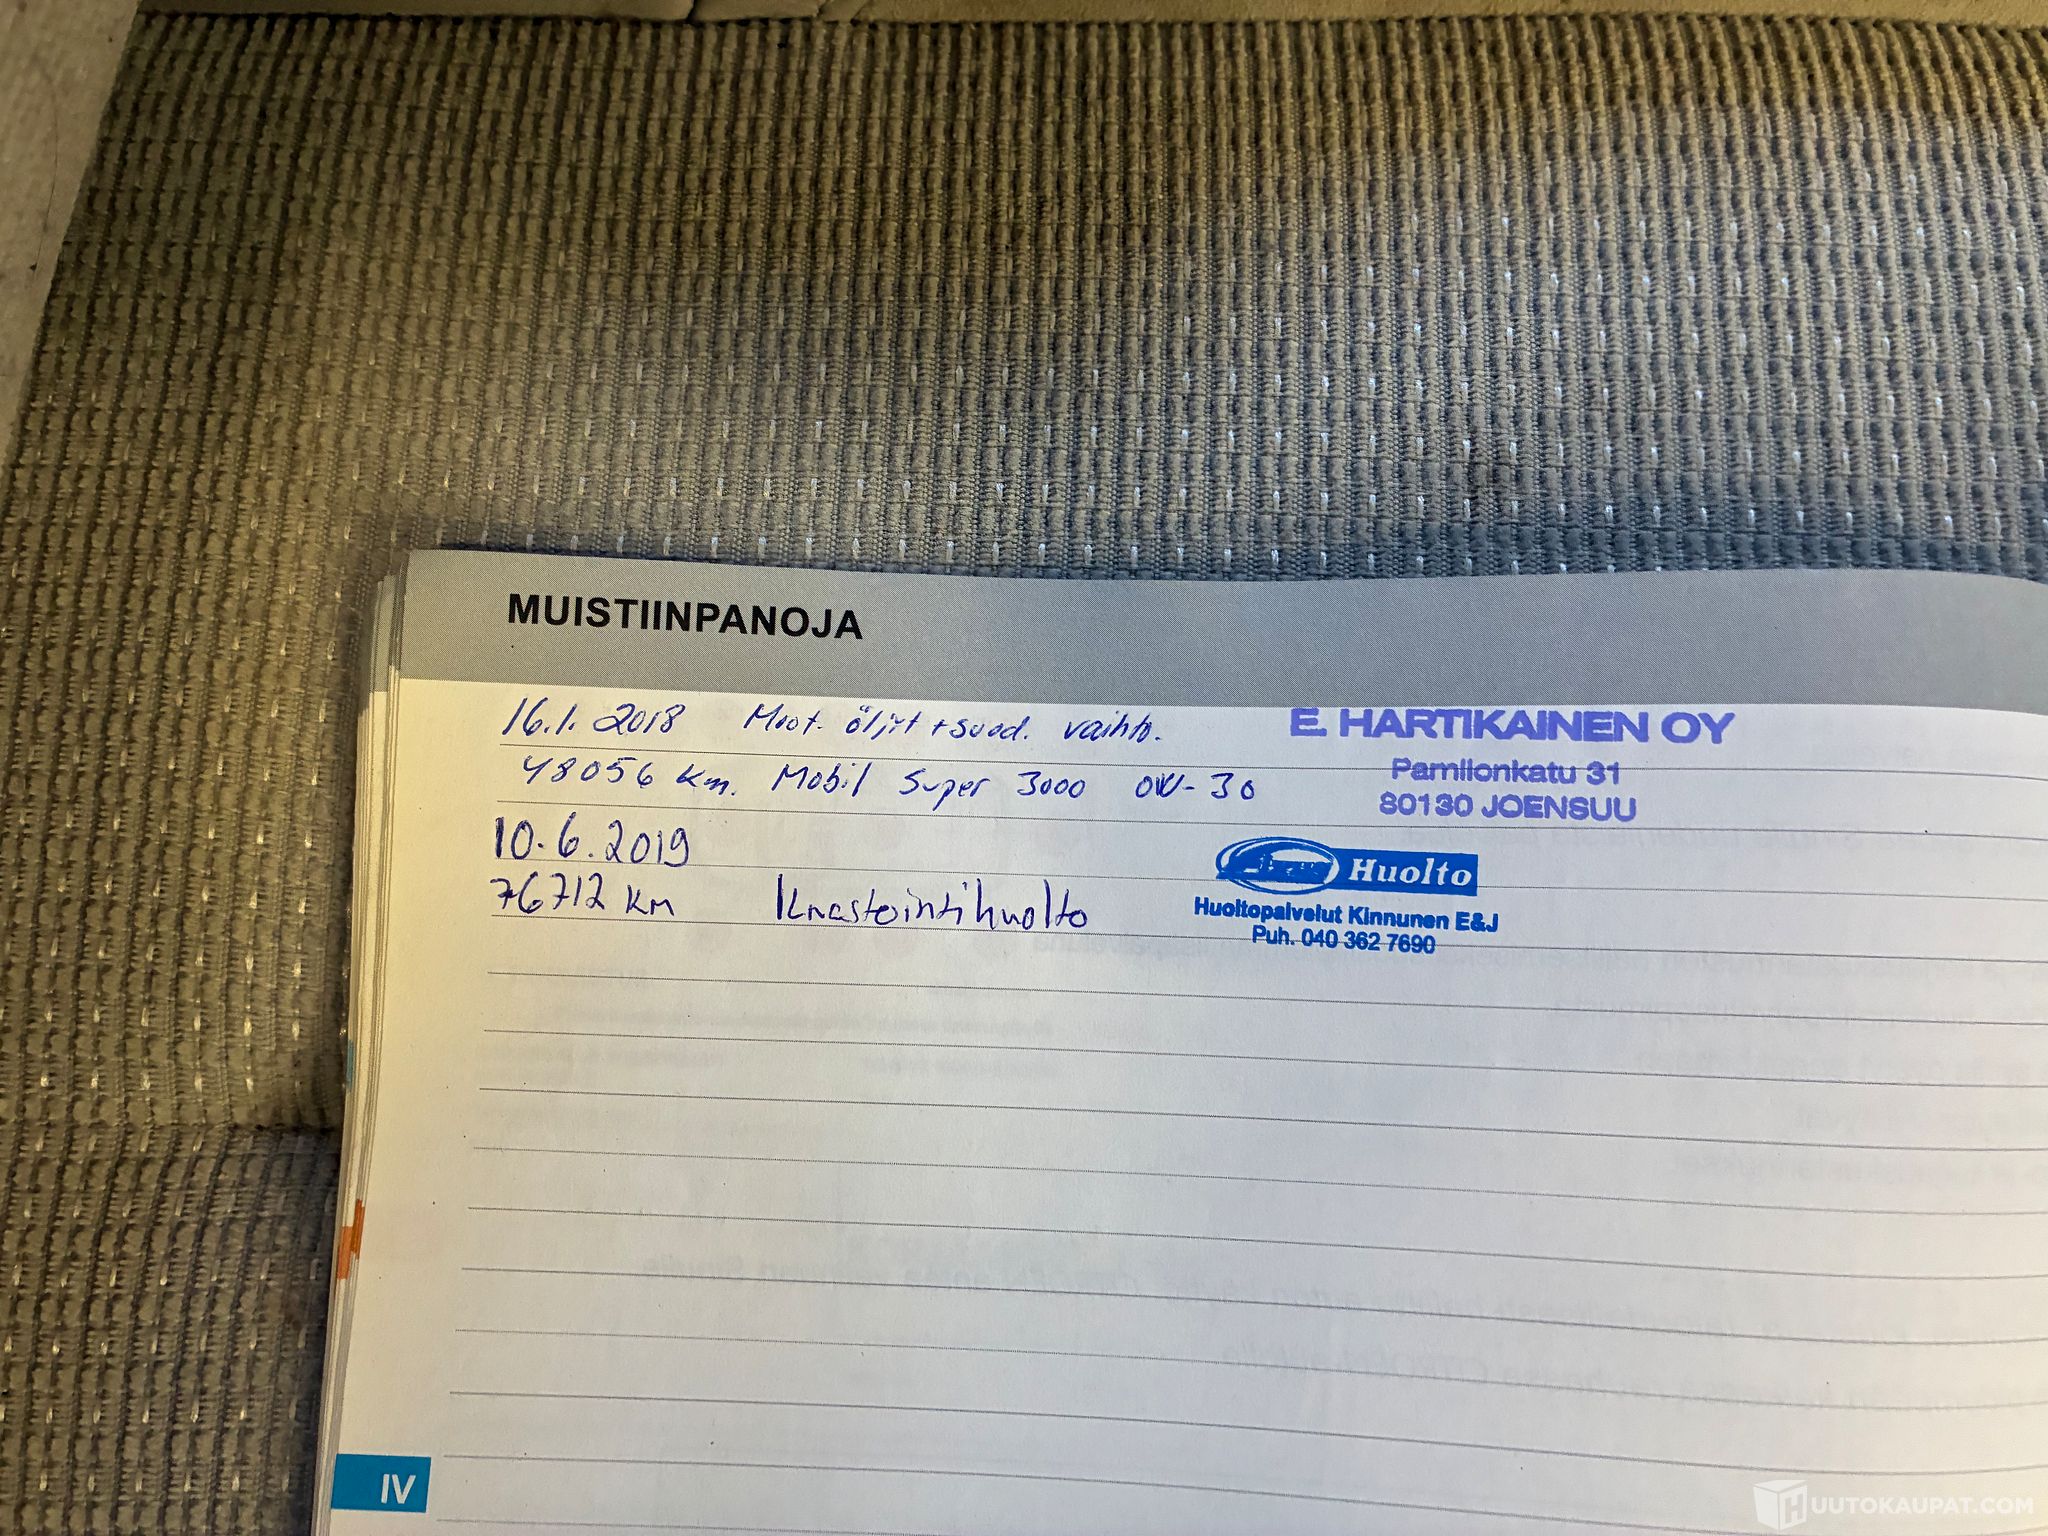 MUISTIINPANOJA
16.1.2018 Moot. öljyt + suod. vaihto.
48056 km. Mobil Super 3000 0W-30
E. HARTIKAINEN OY
Pamilonkatu 31
80130 JOENSUU
10.6.2019
76712 km Ilmastointihuolto
Huolto
Huoltopalvelut Kinnunen E&J
Puh. 040 362 7690
IV
HUUTOKAUPAT.COM